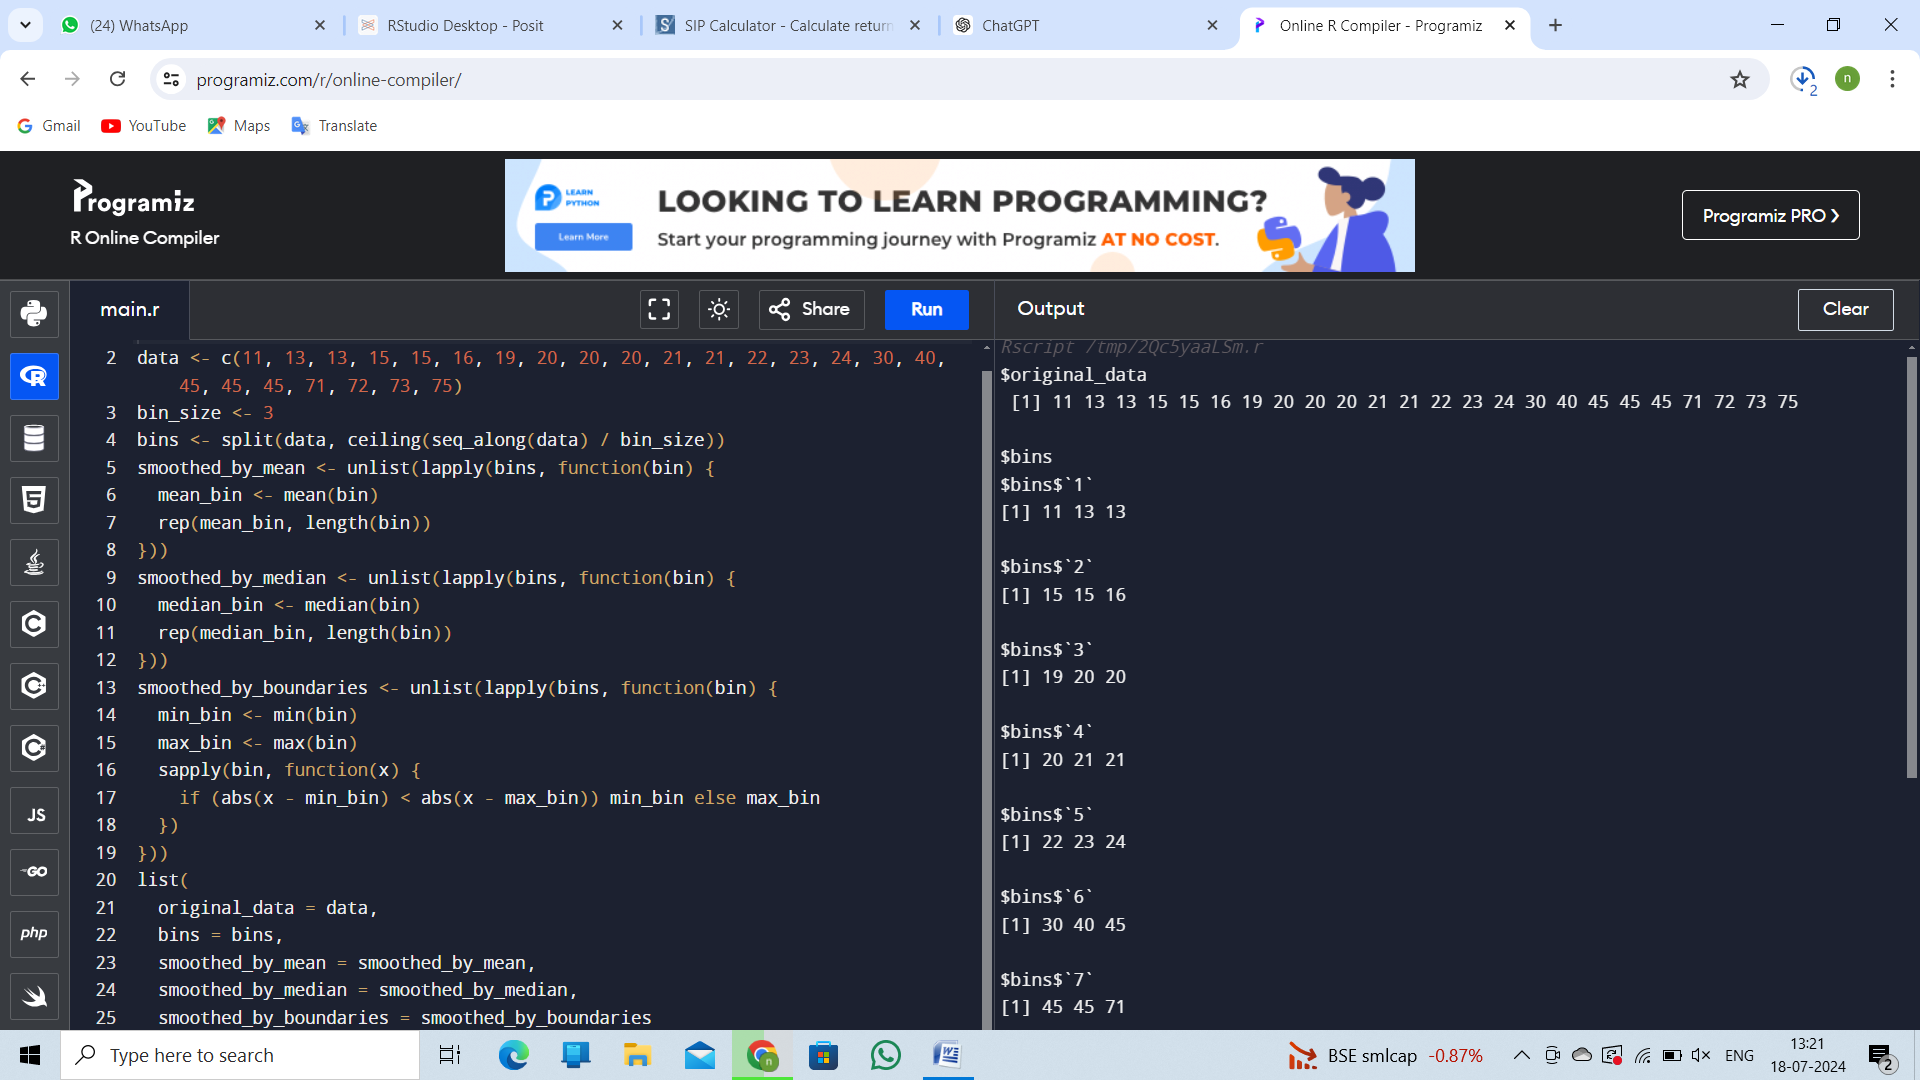 (24) WhatsApp
RStudio Desktop - Posit
SIP Calculator - Calculate return
ChatGPT
Online R Compiler - Programiz
programiz.com/r/online-compiler/
2
n
Gmail
YouTube
Maps
Translate
Programiz
R Online Compiler
LEARN PYTHON
Learn More
LOOKING TO LEARN PROGRAMMING?
Start your programming journey with Programiz AT NO COST.
Programiz PRO
main.r
Share
Run
Output
Clear
2 data <- c(11, 13, 13, 15, 15, 16, 19, 20, 20, 20, 21, 21, 22, 23, 24, 30, 40,
45, 45, 45, 71, 72, 73, 75)
3 bin_size <- 3
4 bins <- split(data, ceiling(seq_along(data) / bin_size))
5 smoothed_by_mean <- unlist(lapply(bins, function(bin) {
6 mean_bin <- mean(bin)
7 rep(mean_bin, length(bin))
8 }))
9 smoothed_by_median <- unlist(lapply(bins, function(bin) {
10 median_bin <- median(bin)
11 rep(median_bin, length(bin))
12 }))
13 smoothed_by_boundaries <- unlist(lapply(bins, function(bin) {
14 min_bin <- min(bin)
15 max_bin <- max(bin)
16 sapply(bin, function(x) {
17 if (abs(x - min_bin) < abs(x - max_bin)) min_bin else max_bin
18 })
19 }))
20 list(
21 original_data = data,
22 bins = bins,
23 smoothed_by_mean = smoothed_by_mean,
24 smoothed_by_median = smoothed_by_median,
25 smoothed_by_boundaries = smoothed_by_boundaries
Rscript /tmp/2Qc5yaaLSm.r
$original_data
[1] 11 13 13 15 15 16 19 20 20 20 21 21 22 23 24 30 40 45 45 45 71 72 73 75
$bins
$bins$`1`
[1] 11 13 13
$bins$`2`
[1] 15 15 16
$bins$`3`
[1] 19 20 20
$bins$`4`
[1] 20 21 21
$bins$`5`
[1] 22 23 24
$bins$`6`
[1] 30 40 45
$bins$`7`
[1] 45 45 71
JS
GO
php
Type here to search
BSE smlcap -0.87%
ENG
13:21
18-07-2024
2